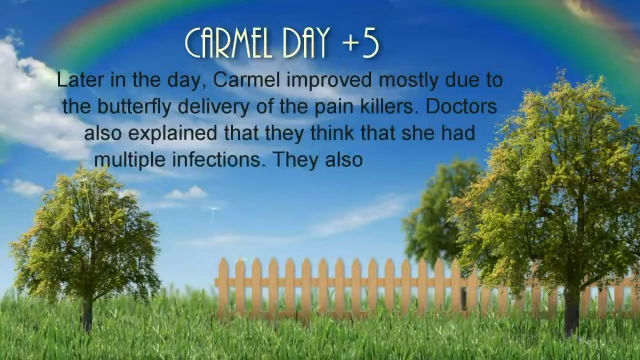 CARMEL DAY +5
Later in the day, Carmel improved mostly due to
the butterfly delivery of the pain killers. Doctors
also explained that they think that she had
multiple infections. They also